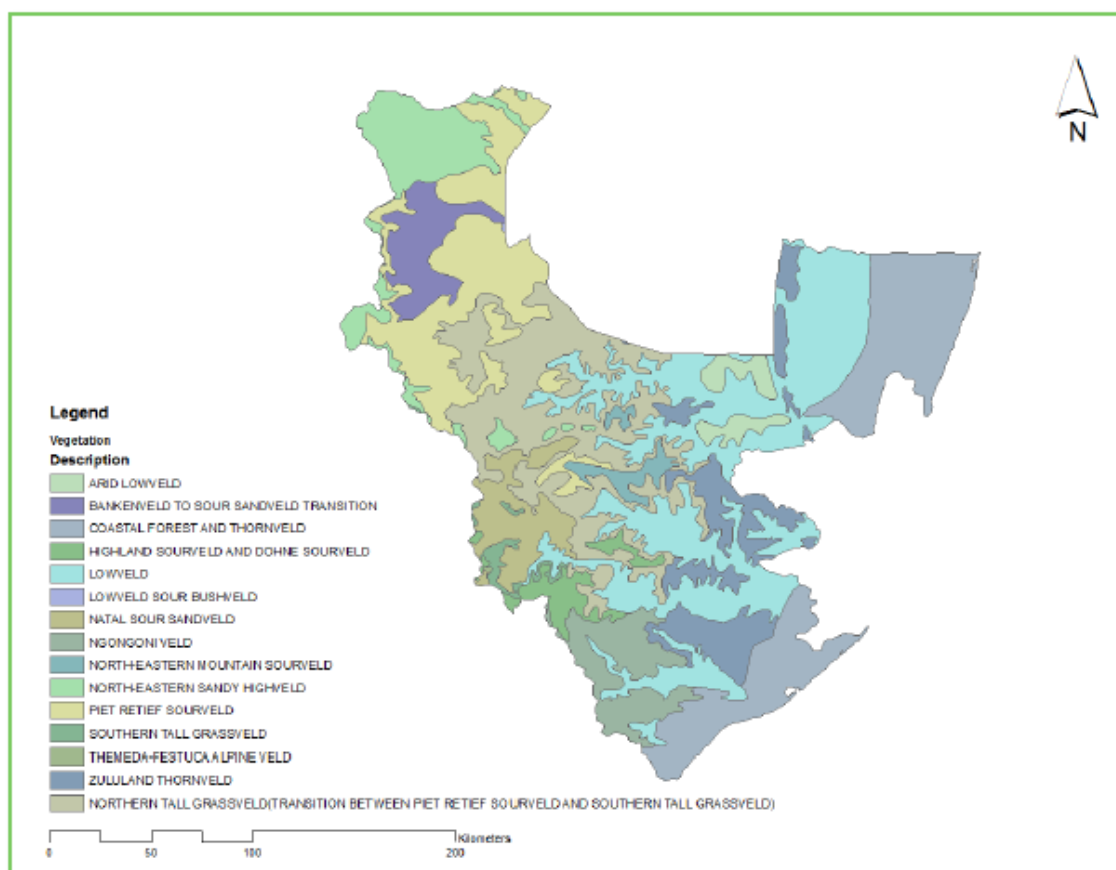 N
Legend
Vegetation
Description
ARID LOWVELD
BANKENVELD TO SOUR SANDVELD TRANSITION
COASTAL FOREST AND THORNVELD
HIGHLAND SOURVELD AND DOHNE SOURVELD
LOWVELD
LOWVELD SOUR BUSHVELD
NATAL SOUR SANDVELD
NGONGONI VELD
NORTH-EASTERN MOUNTAIN SOURVELD
NORTH-EASTERN SANDY HIGHVELD
PIET RETIEF SOURVELD
SOUTHERN TALL GRASSVELD
THEMEDA-FESTUCA ALPINE VELD
ZULULAND THORNVELD
NORTHERN TALL GRASSVELD(TRANSITION BETWEEN PIET RETIEF SOURVELD AND SOUTHERN TALL GRASSVELD)
Kilometers
0 50 100 200